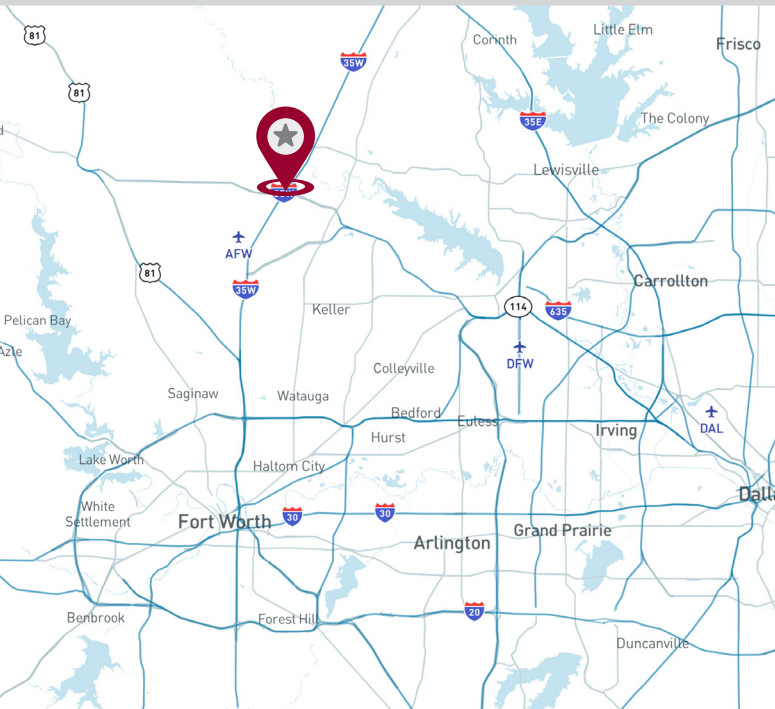 81
Little Elm
Corinth
Frisco
35W
81
The Colony
35E
Lewisville
AFW
81
Carrollton
35W
Keller
114
635
Pelican Bay
Azle
DFW
Colleyville
Saginaw
Watauga
Bedford
Euless
DAL
Irving
Hurst
Lake Worth
Haltom City
Dalla
White
Settlement
Fort Worth
30
30
Grand Prairie
Arlington
Benbrook
Forest Hill
20
Duncanville